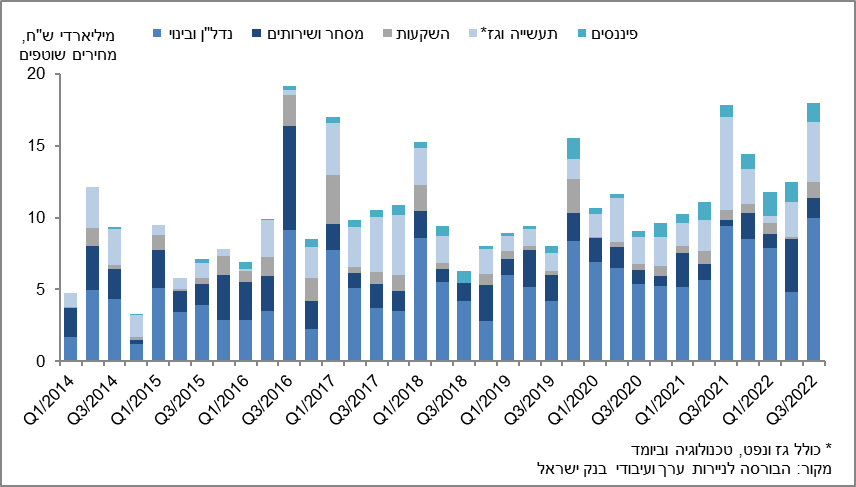 מיליארדי ש"ח,
מחירים שוטפים
נדל"ן ובינוי
מסחר ושירותים
השקעות
תעשייה וגז*
פיננסים
20
15
10
5
0
Q1/2014
Q3/2014
Q1/2015
Q3/2015
Q1/2016
Q3/2016
Q1/2017
Q3/2017
Q1/2018
Q3/2018
Q1/2019
Q3/2019
Q1/2020
Q3/2020
Q1/2021
Q3/2021
Q1/2022
Q3/2022
* כולל גז ונפט, טכנולוגיה וביומד
מקור: הבורסה לניירות ערך ועיבודי בנק ישראל